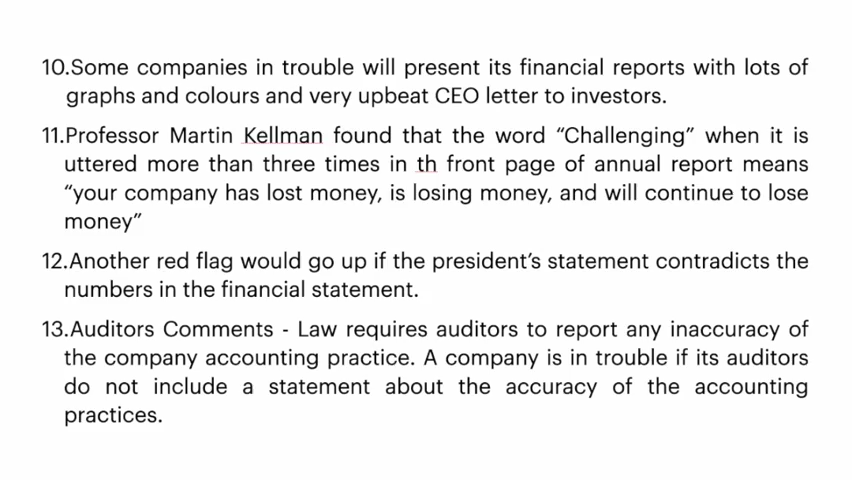 10.Some companies in trouble will present its financial reports with lots of
graphs and colours and very upbeat CEO letter to investors.
11.Professor Martin Kellman found that the word “Challenging” when it is
uttered more than three times in th front page of annual report means
“your company has lost money, is losing money, and will continue to lose
money”
12.Another red flag would go up if the president’s statement contradicts the
numbers in the financial statement.
13.Auditors Comments - Law requires auditors to report any inaccuracy of
the company accounting practice. A company is in trouble if its auditors
do not include a statement about the accuracy of the accounting
practices.